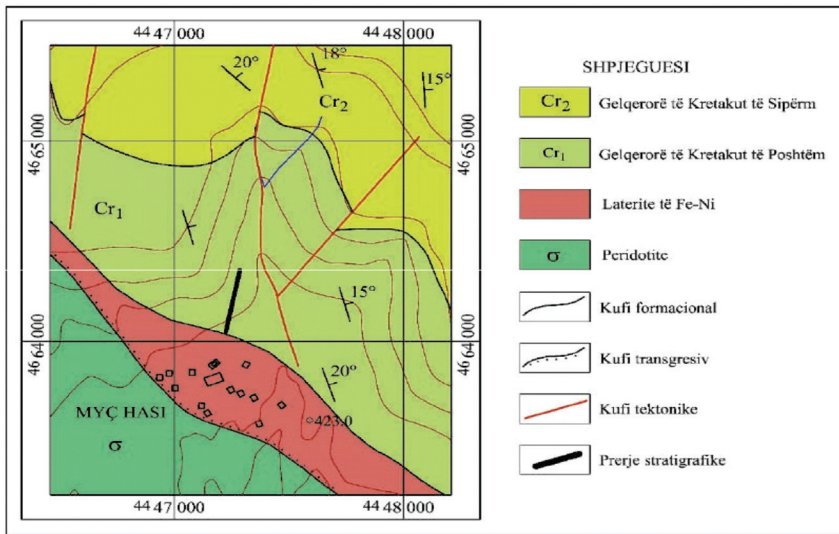 44 47 000
44 48 000
20°
18°
15°
Cr2
46 65 000
46 65 000
Cr1
15°
46 64 000
46 64 000
20°
MYÇ HASI
423.0
σ
44 47 000
44 48 000
SHPJEGUESI
Cr2 Gelqerorë të Kretakut të Sipërm
Cr1 Gelqerorë të Kretakut të Poshtëm
Laterite të Fe-Ni
σ Peridotite
Kufi formacional
Kufi transgresiv
Kufi tektonike
Prerje stratigrafike